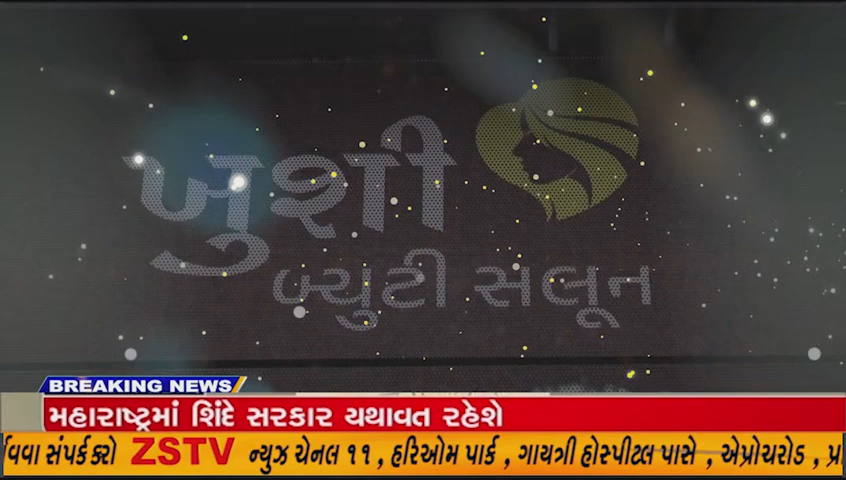 ખુશી
બ્યુટી સલૂન
BREAKING NEWS
મહારાષ્ટ્રમાં શિંદે સરકાર યથાવત રહેશે
સંપર્ક કરો ZSTV ન્યુઝ ચેનલ ૧૧ , હરિઓમ પાર્ક , ગાયત્રી હોસ્પીટલ પાસે , એપ્રોચરોડ ,